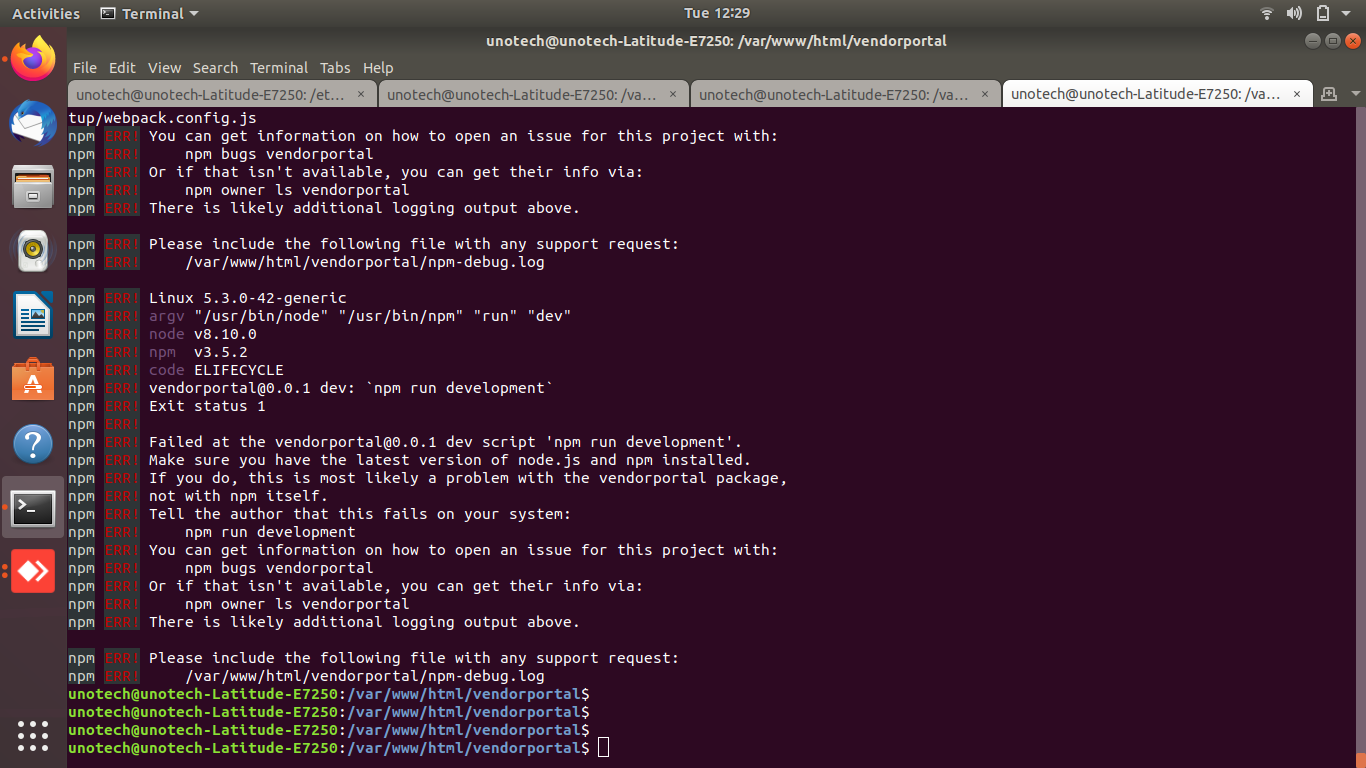 Activities Terminal Tue 12:29
unotech@unotech-Latitude-E7250: /var/www/html/vendorportal
File Edit View Search Terminal Tabs Help
unotech@unotech-Latitude-E7250: /et... × unotech@unotech-Latitude-E7250: /va... × unotech@unotech-Latitude-E7250: /va... × unotech@unotech-Latitude-E7250: /va... ×
tup/webpack.config.js
npm ERR! You can get information on how to open an issue for this project with:
npm ERR!     npm bugs vendorportal
npm ERR! Or if that isn't available, you can get their info via:
npm ERR!     npm owner ls vendorportal
npm ERR! There is likely additional logging output above.
npm ERR! Please include the following file with any support request:
npm ERR!     /var/www/html/vendorportal/npm-debug.log
npm ERR! Linux 5.3.0-42-generic
npm ERR! argv "/usr/bin/node" "/usr/bin/npm" "run" "dev"
npm ERR! node v8.10.0
npm ERR! npm  v3.5.2
npm ERR! code ELIFECYCLE
npm ERR! vendorportal@0.0.1 dev: `npm run development`
npm ERR! Exit status 1
npm ERR!
npm ERR! Failed at the vendorportal@0.0.1 dev script 'npm run development'.
npm ERR! Make sure you have the latest version of node.js and npm installed.
npm ERR! If you do, this is most likely a problem with the vendorportal package,
npm ERR! not with npm itself.
npm ERR! Tell the author that this fails on your system:
npm ERR!     npm run development
npm ERR! You can get information on how to open an issue for this project with:
npm ERR!     npm bugs vendorportal
npm ERR! Or if that isn't available, you can get their info via:
npm ERR!     npm owner ls vendorportal
npm ERR! There is likely additional logging output above.
npm ERR! Please include the following file with any support request:
npm ERR!     /var/www/html/vendorportal/npm-debug.log
unotech@unotech-Latitude-E7250:/var/www/html/vendorportal$
unotech@unotech-Latitude-E7250:/var/www/html/vendorportal$
unotech@unotech-Latitude-E7250:/var/www/html/vendorportal$
unotech@unotech-Latitude-E7250:/var/www/html/vendorportal$